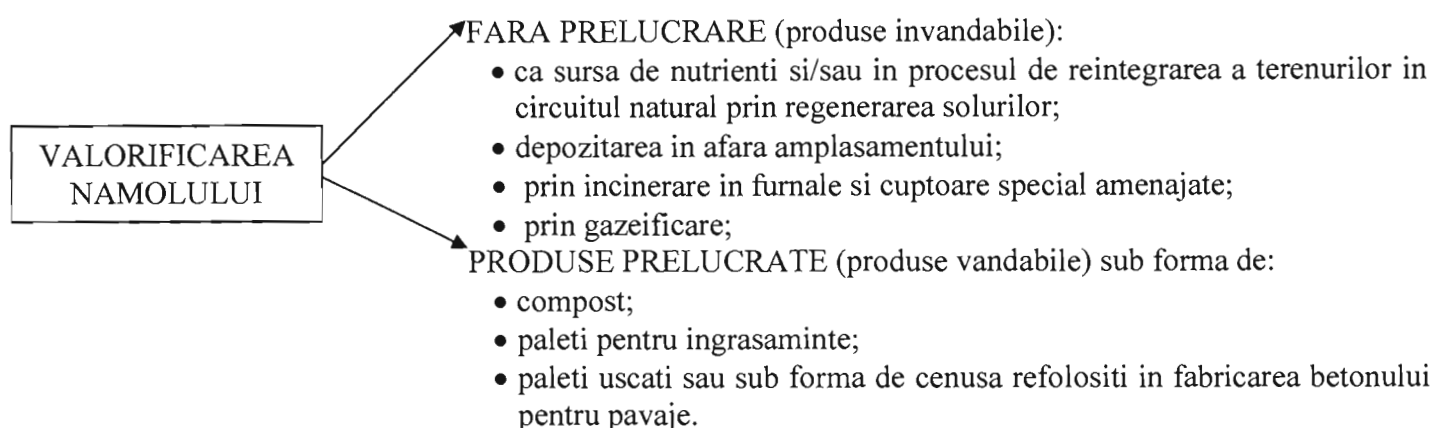 FARA PRELUCRARE (produse invandabile):
• ca sursa de nutrienti si/sau in procesul de reintegrarea a terenurilor in
circuitul natural prin regenerarea solurilor;
• depozitarea in afara amplasamentului;
• prin incinerare in furnale si cuptoare special amenajate;
• prin gazeificare;
VALORIFICAREA
NAMOLULUI
PRODUSE PRELUCRATE (produse vandabile) sub forma de:
• compost;
• paleti pentru ingrasaminte;
• paleti uscati sau sub forma de cenusa refolositi in fabricarea betonului
pentru pavaje.